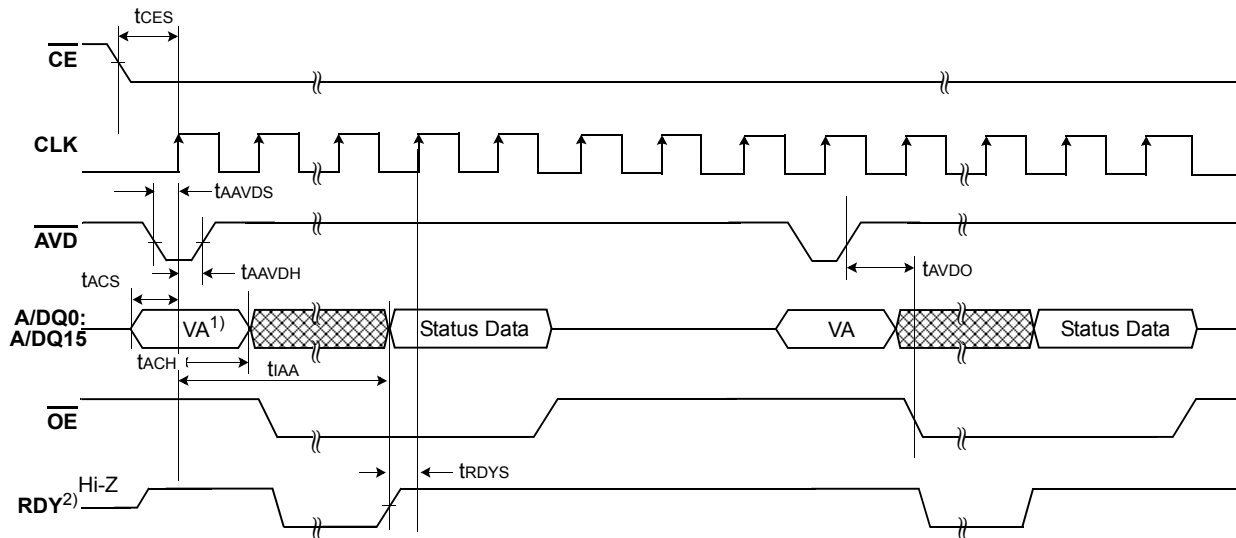 tCES
CE
CLK
tAAVDS
AVD
tAAVDH
tAVDO
tACS
A/DQ0:
A/DQ15
VA1)
Status Data
VA
Status Data
tACH
tIAA
OE
tRDYS
Hi-Z
RDY2)